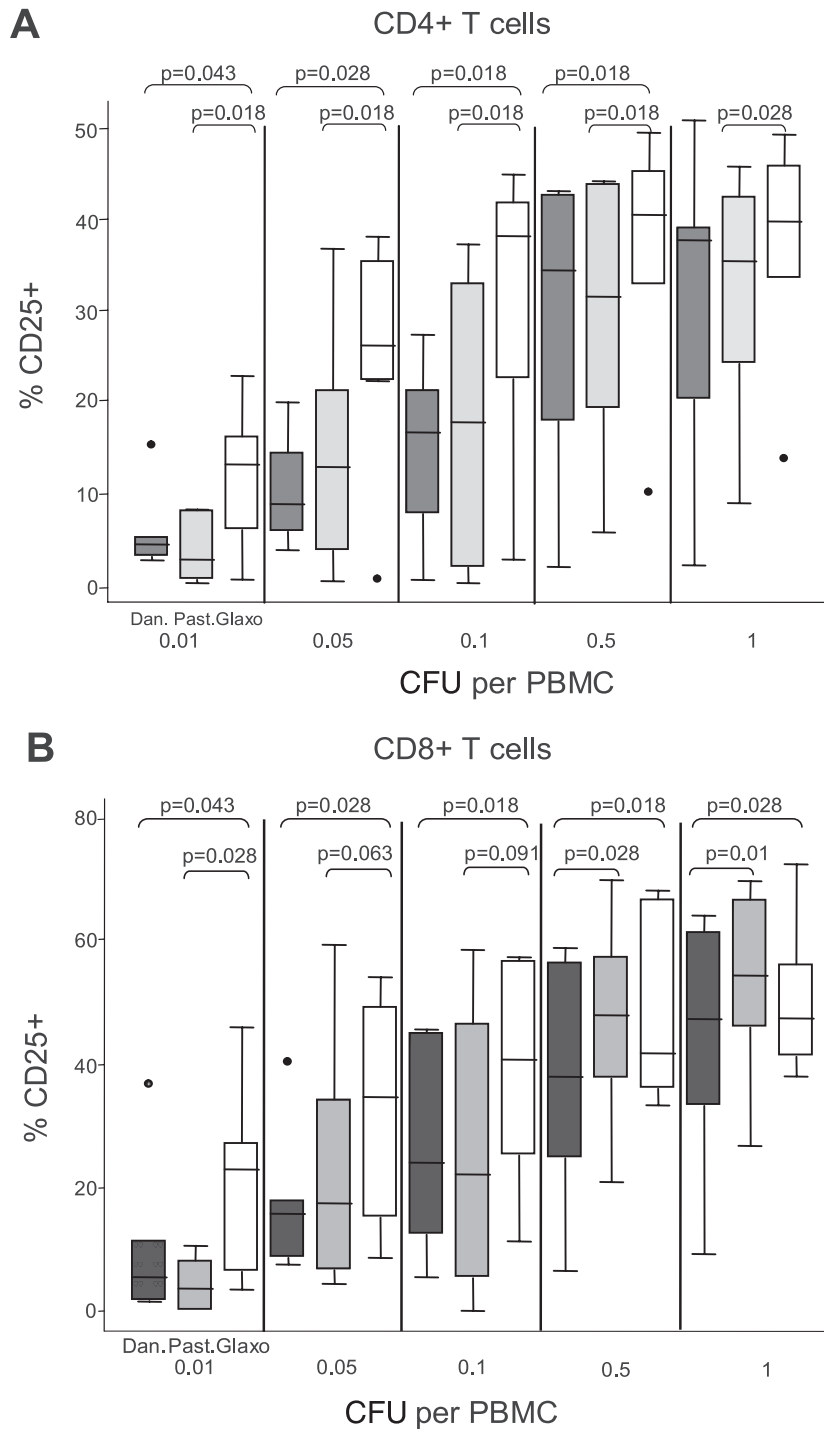 A
CD4+ T cells
p=0.043 p=0.028 p=0.018 p=0.018
p=0.018 p=0.018 p=0.018 p=0.018 p=0.028
50
40
30
20
10
0
% CD25+
Dan. Past.Glaxo
0.01 0.05 0.1 0.5 1
CFU per PBMC
B
CD8+ T cells
p=0.043 p=0.028 p=0.018 p=0.018 p=0.028
p=0.028 p=0.063 p=0.091 p=0.028 p=0.01
80
60
40
20
0
% CD25+
Dan.Past.Glaxo
0.01 0.05 0.1 0.5 1
CFU per PBMC